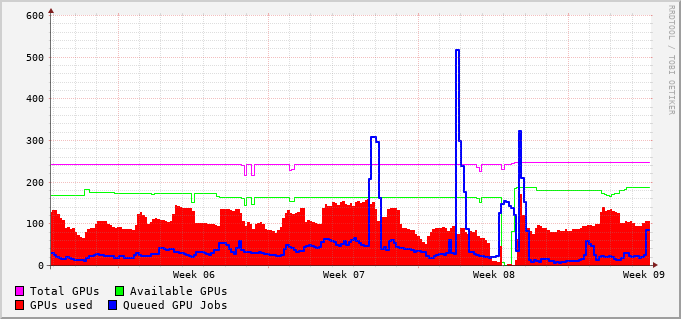 600
500
400
300
200
100
0
Week 06 Week 07 Week 08 Week 09
Total GPUs Available GPUs
GPUs used Queued GPU Jobs
RRDTOOL / TOBI OETIKER